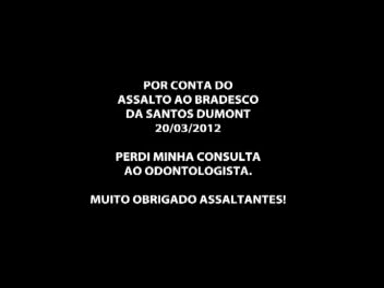 POR CONTA DO
ASSALTO AO BRADESCO
DA SANTOS DUMONT
20/03/2012
PERDI MINHA CONSULTA
AO ODONTOLOGISTA.
MUITO OBRIGADO ASSALTANTES!